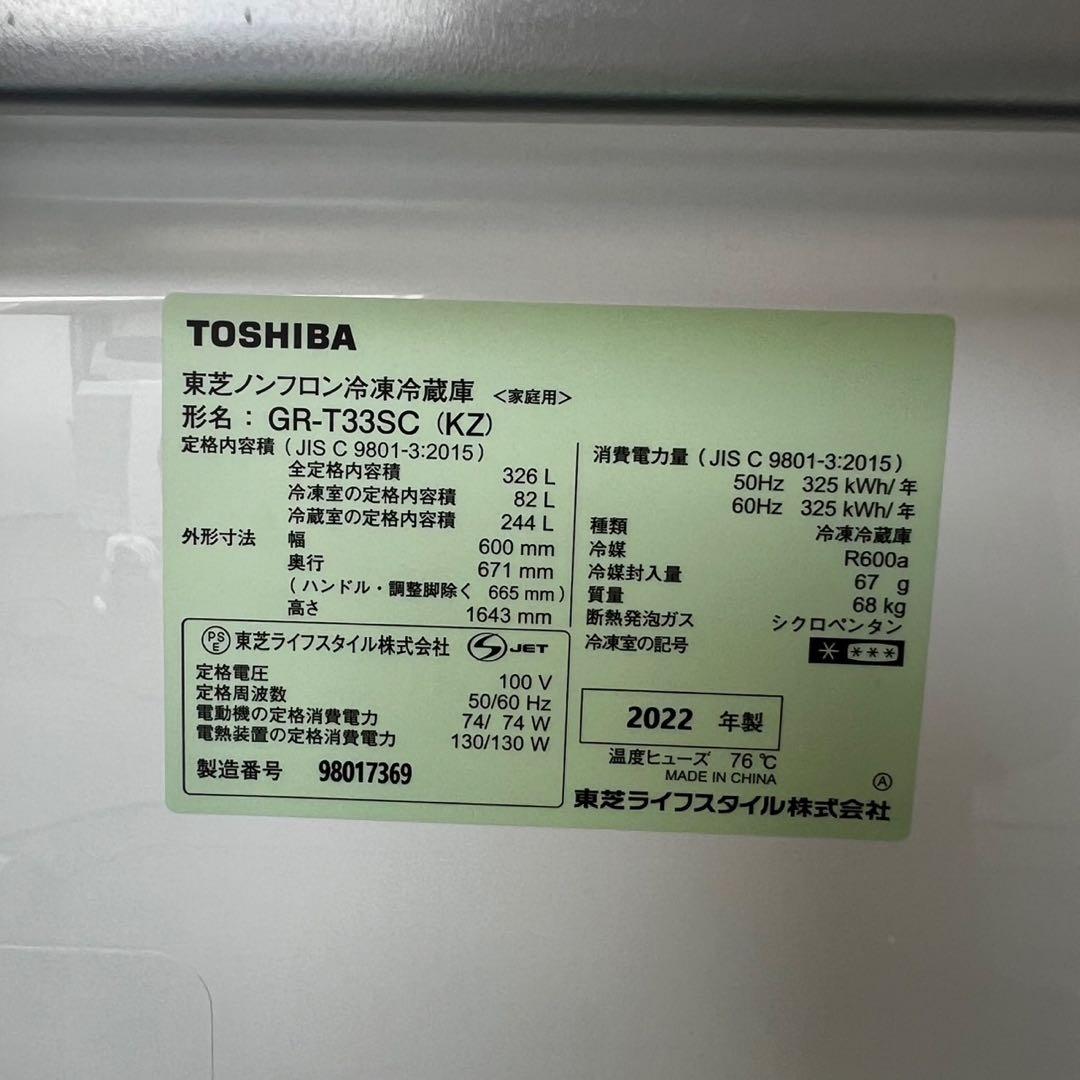 TOSHIBA
東芝ノンフロン冷凍冷蔵庫 <家庭用>
形名：GR-T33SC (KZ)
定格内容積 (JIS C 9801-3:2015)
全定格内容積 326 L
冷凍室の定格内容積 82 L
冷蔵室の定格内容積 244 L
外形寸法 幅 600 mm
奥行 671 mm
(ハンドル・調整脚除く 665 mm)
高さ 1643 mm
消費電力量 (JIS C 9801-3:2015)
50Hz 325 kWh/年
60Hz 325 kWh/年
種類 冷凍冷蔵庫
冷媒 R600a
冷媒封入量 67 g
質量 68 kg
断熱発泡ガス シクロペンタン
冷凍室の記号 * ***
PSE 東芝ライフスタイル株式会社 S JET
定格電圧 100 V
定格周波数 50/60 Hz
電動機の定格消費電力 74/ 74 W
電熱装置の定格消費電力 130/130 W
製造番号 98017369
2022 年製
温度ヒューズ 76 ℃
MADE IN CHINA
Ⓐ
東芝ライフスタイル株式会社